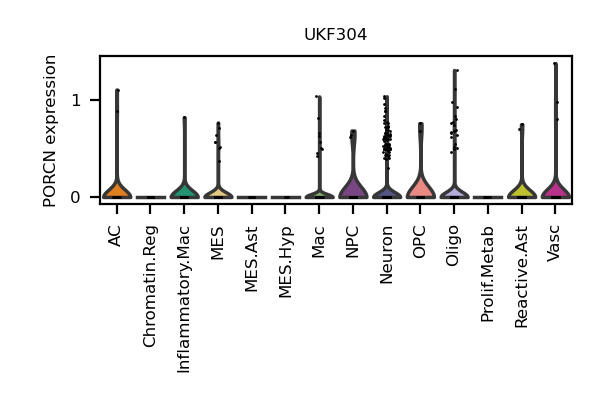 UKF304
PORCN expression
1
0
AC
Chromatin.Reg
Inflammatory.Mac
MES
MES.Ast
MES.Hyp
Mac
NPC
Neuron
OPC
Oligo
Prolif.Metab
Reactive.Ast
Vasc